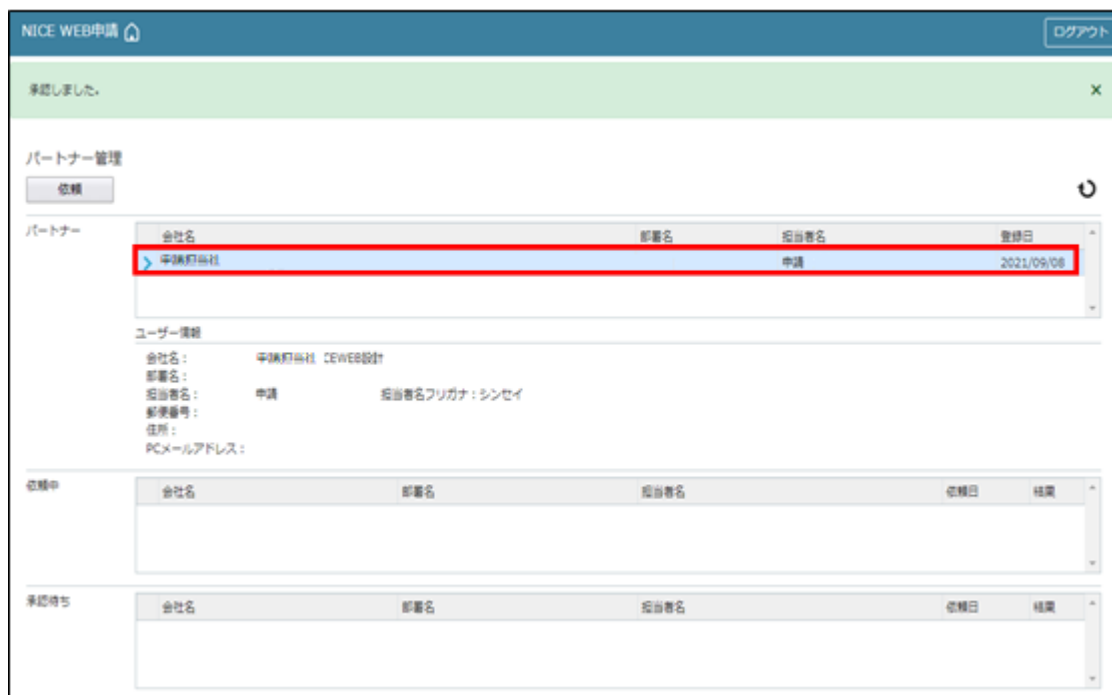 NICE WEB申請 ログアウト
承認しました。 ×
パートナー管理
依頼
パートナー
会社名 部署名 担当者名 登録日
申請担当社 申請 2021/09/08
ユーザー情報
会社名： 申請担当社 CEWEB設計
部署名：
担当者名： 申請 担当者名フリガナ：シンセイ
郵便番号：
住所：
PCメールアドレス：
依頼中
会社名 部署名 担当者名 依頼日 結果
承認待ち
会社名 部署名 担当者名 依頼日 結果